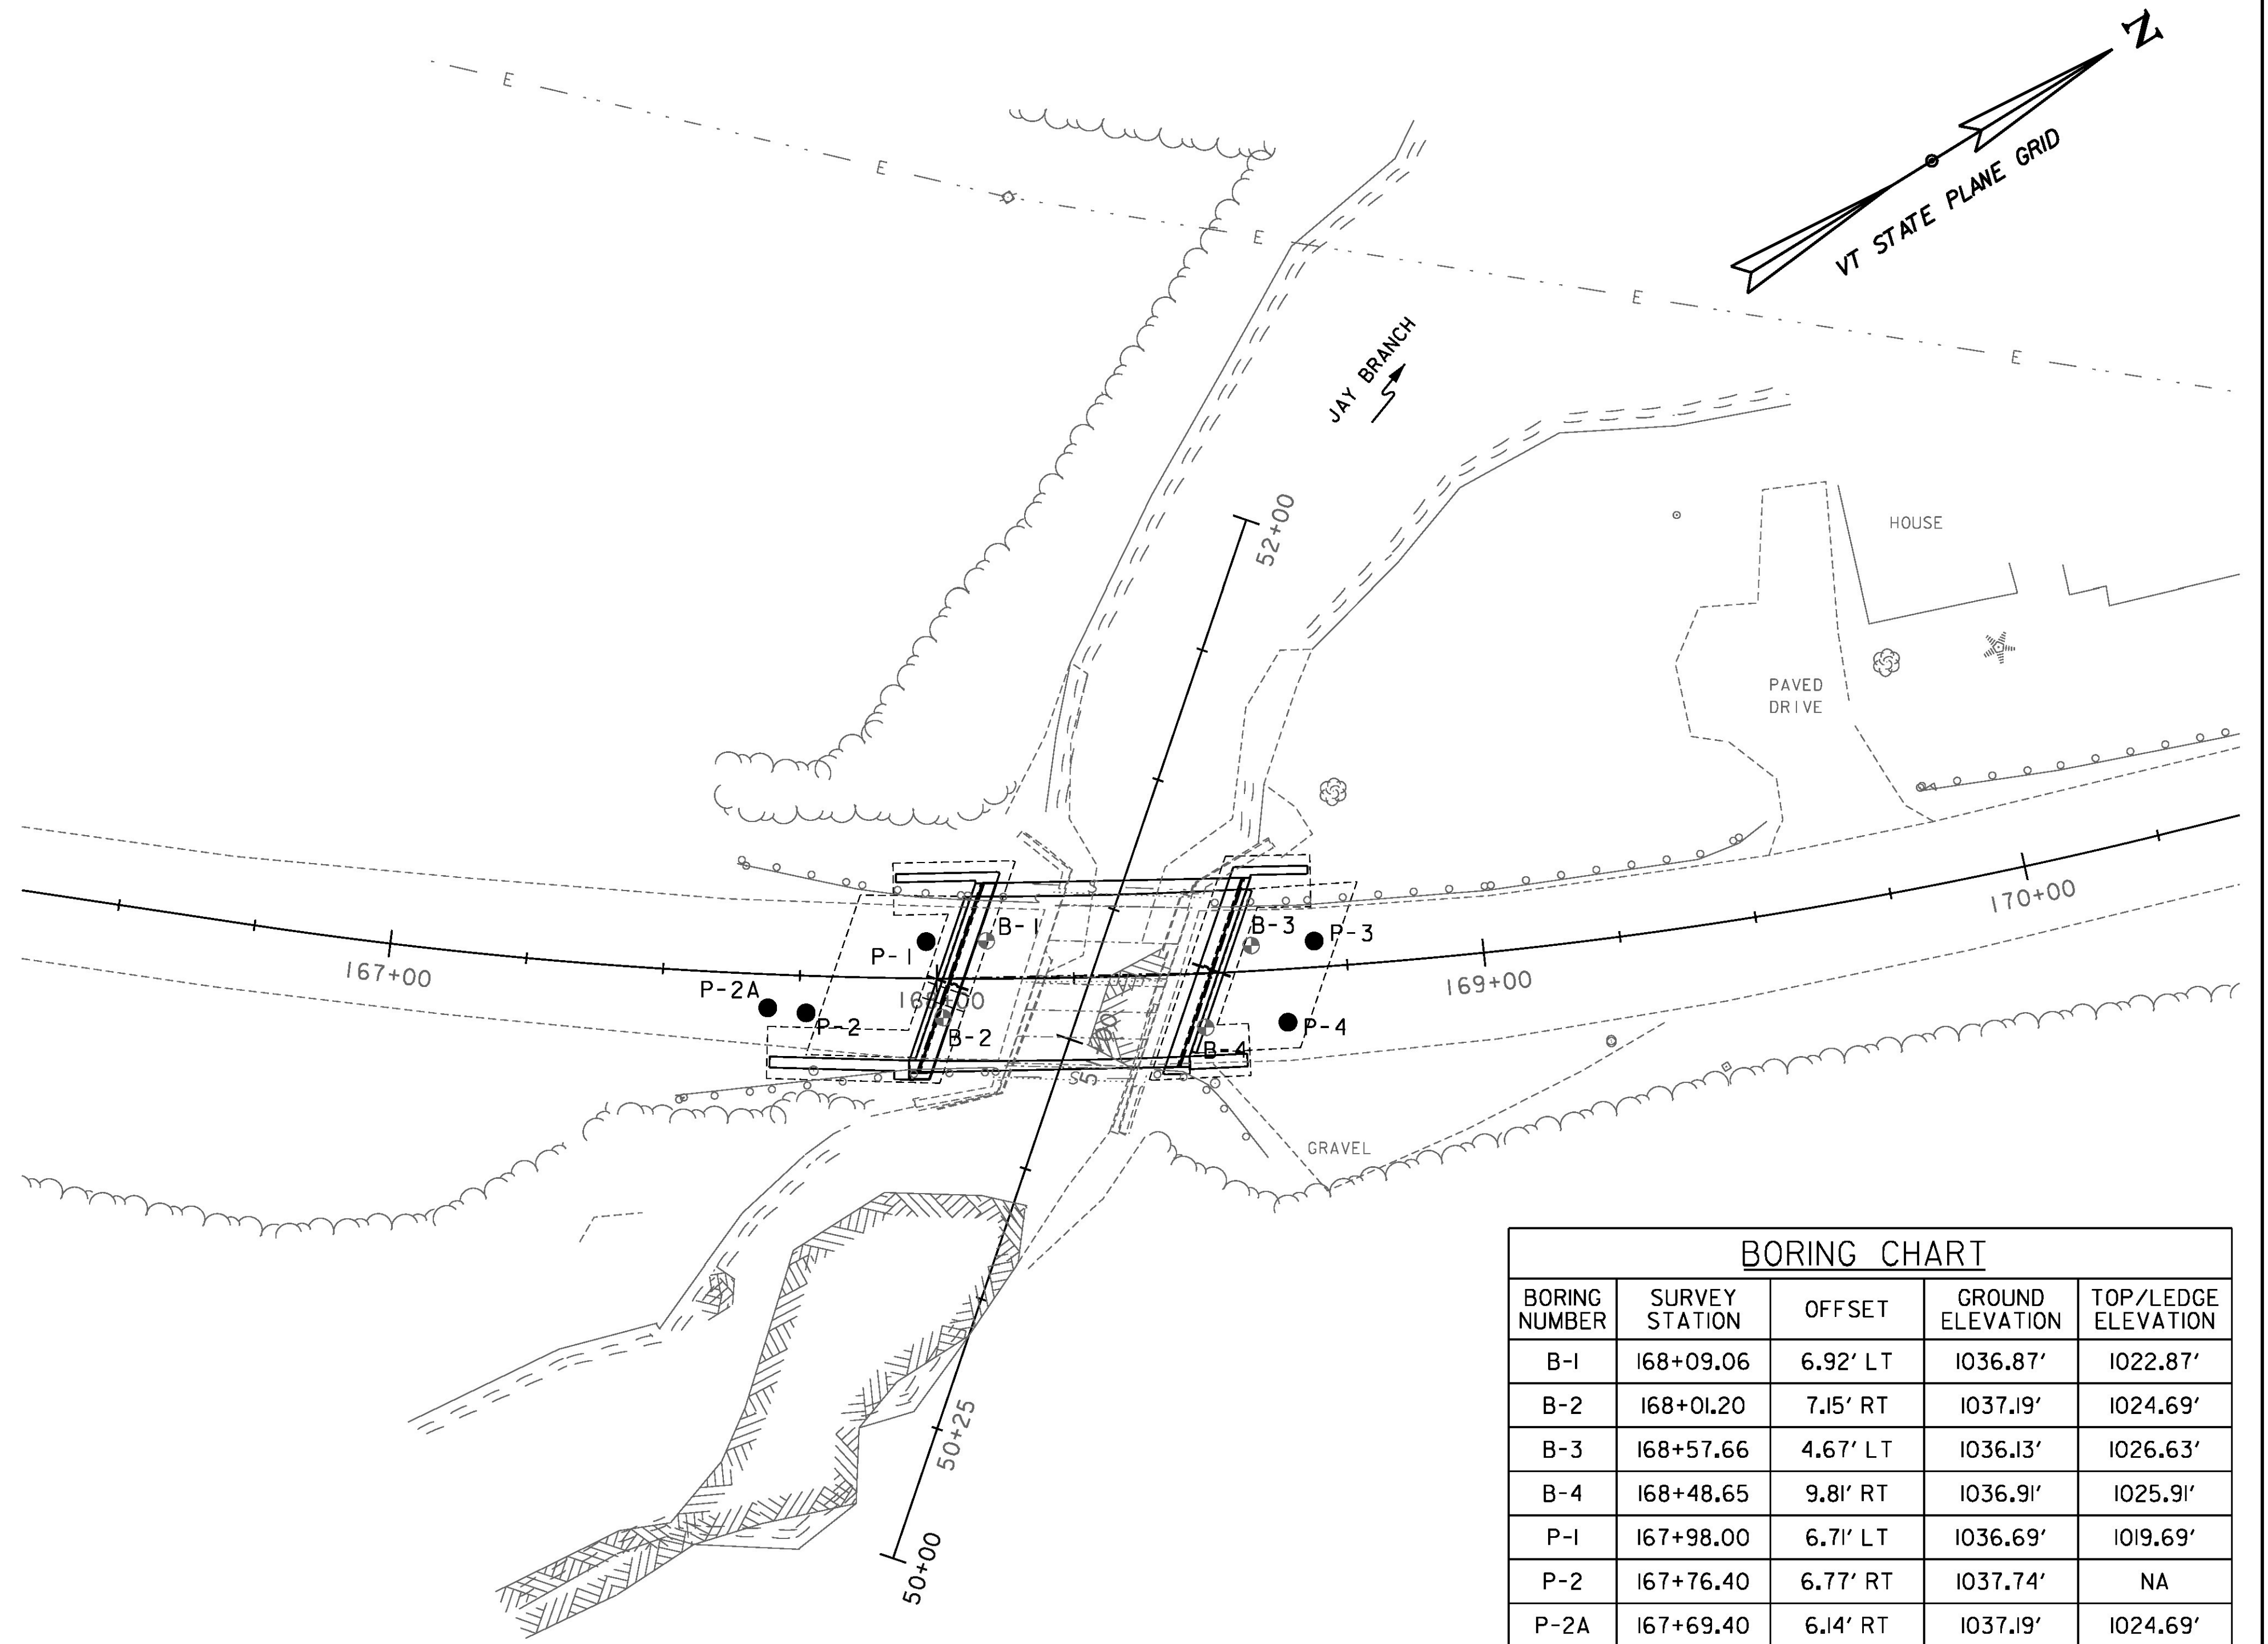 N
VT STATE PLANE GRID
E
E
E
E
E
JAY BRANCH
52+00
HOUSE
PAVED
DRIVE
167+00
168+00
169+00
170+00
P-1
B-1
B-3
P-3
P-2A
P-2
B-2
B-4
P-4
GRAVEL
50+25
50+00
BORING CHART
BORING NUMBER SURVEY STATION OFFSET GROUND ELEVATION TOP/LEDGE ELEVATION
B-1 168+09.06 6.92' LT 1036.87' 1022.87'
B-2 168+01.20 7.15' RT 1037.19' 1024.69'
B-3 168+57.66 4.67' LT 1036.13' 1026.63'
B-4 168+48.65 9.81' RT 1036.91' 1025.91'
P-1 167+98.00 6.71' LT 1036.69' 1019.69'
P-2 167+76.40 6.77' RT 1037.74' NA
P-2A 167+69.40 6.14' RT 1037.19' 1024.69'